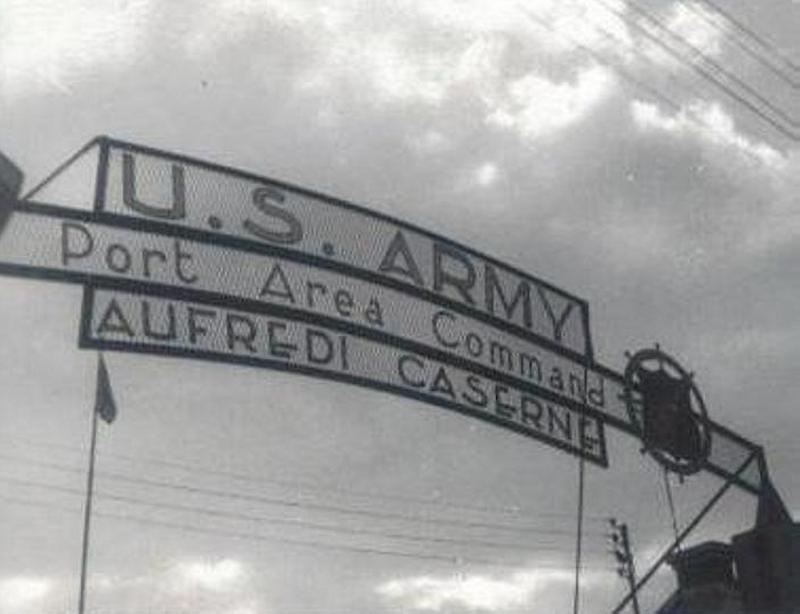 U.S. ARMY
Port Area Command
AUFREDI CASERNE